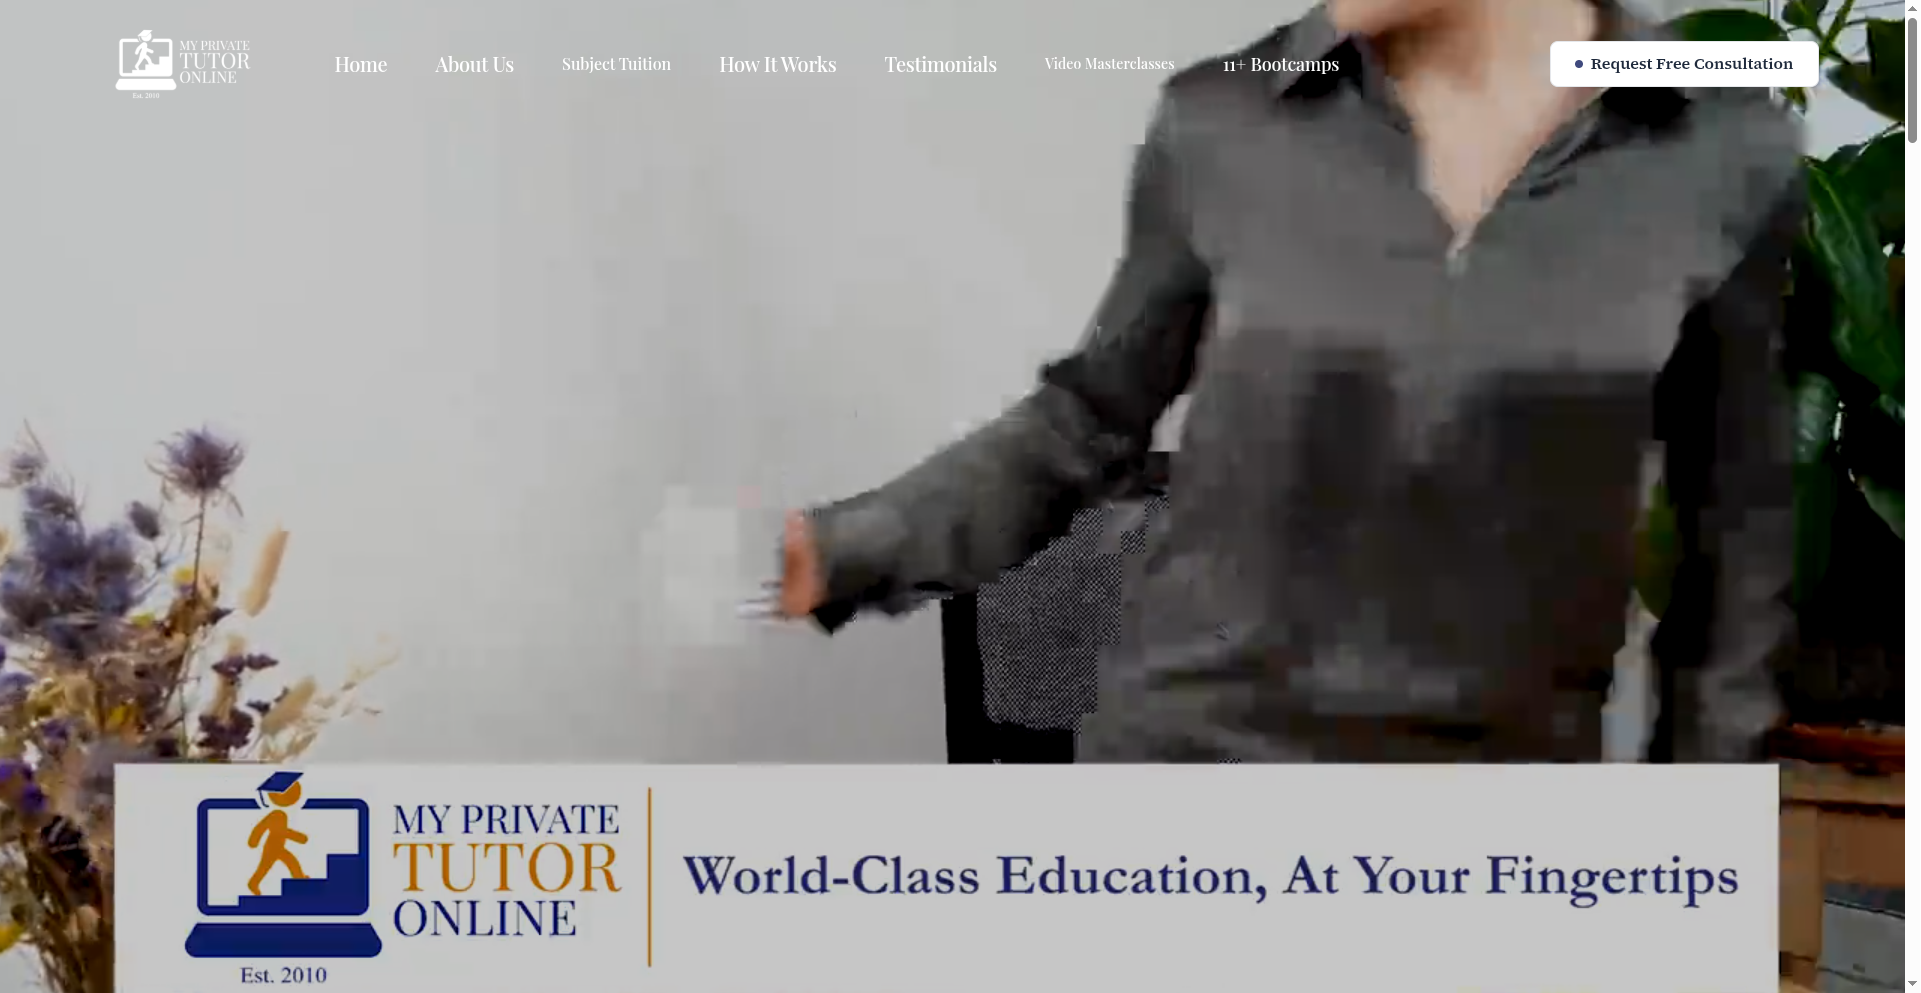 MY PRIVATE
TUTOR
ONLINE
Est. 2010
Home
About Us
Subject Tuition
How It Works
Testimonials
Video Masterclasses
11+ Bootcamps
Request Free Consultation
MY PRIVATE
TUTOR
ONLINE
Est. 2010
World-Class Education, At Your Fingertips